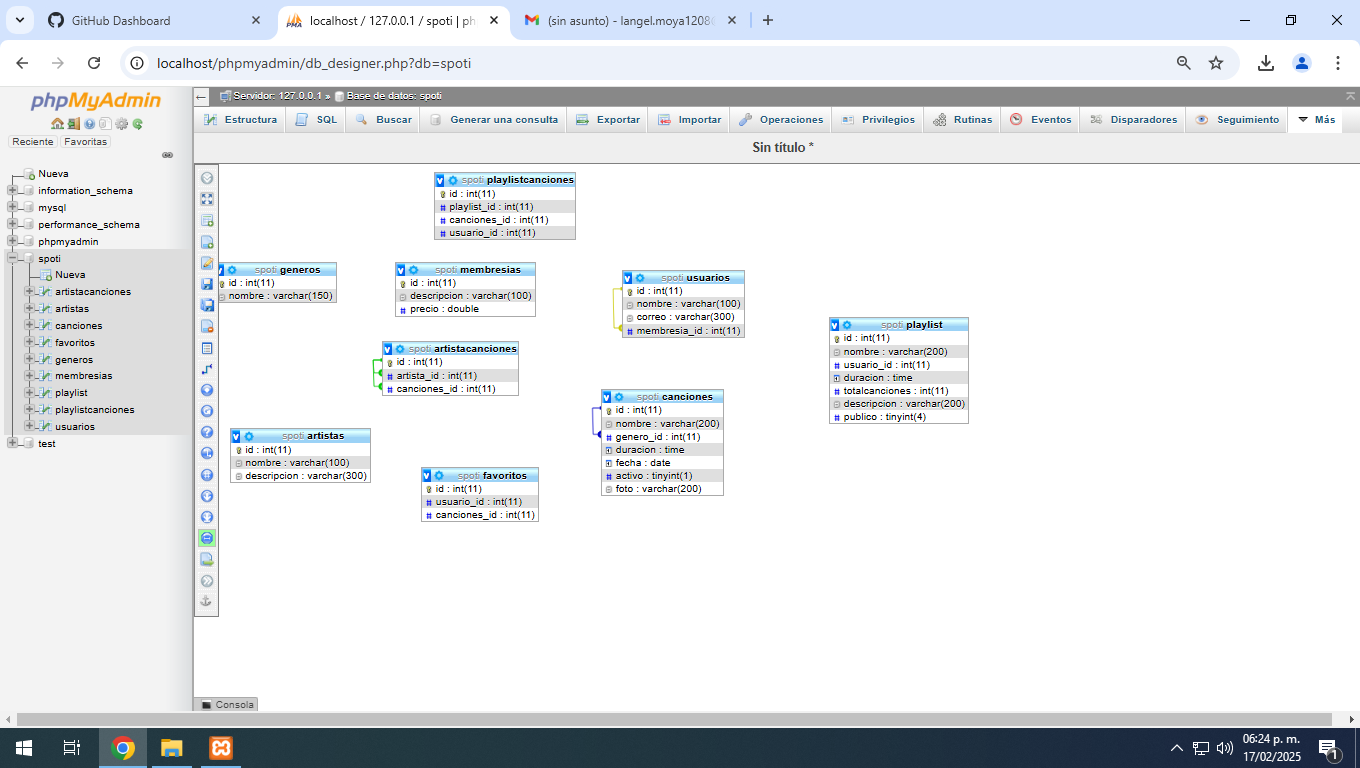 GitHub Dashboard
localhost / 127.0.0.1 / spoti | ph
(sin asunto) - langel.moya1208
localhost/phpmyadmin/db_designer.php?db=spoti
phpMyAdmin
Reciente Favoritas
Nueva
information_schema
mysql
performance_schema
phpmyadmin
spoti
Nueva
artistacanciones
artistas
canciones
favoritos
generos
membresias
playlist
playlistcanciones
usuarios
test
Servidor: 127.0.0.1 » Base de datos: spoti
Estructura SQL Buscar Generar una consulta Exportar Importar Operaciones Privilegios Rutinas Eventos Disparadores Seguimiento Más
Sin título *
spoti playlistcanciones
id : int(11)
playlist_id : int(11)
canciones_id : int(11)
usuario_id : int(11)
spoti generos
id : int(11)
nombre : varchar(150)
spoti membresias
id : int(11)
descripcion : varchar(100)
precio : double
spoti usuarios
id : int(11)
nombre : varchar(100)
correo : varchar(300)
membresia_id : int(11)
spoti playlist
id : int(11)
nombre : varchar(200)
usuario_id : int(11)
duracion : time
totalcanciones : int(11)
descripcion : varchar(200)
publico : tinyint(4)
spoti artistacanciones
id : int(11)
artista_id : int(11)
canciones_id : int(11)
spoti canciones
id : int(11)
nombre : varchar(200)
genero_id : int(11)
duracion : time
fecha : date
activo : tinyint(1)
foto : varchar(200)
spoti artistas
id : int(11)
nombre : varchar(100)
descripcion : varchar(300)
spoti favoritos
id : int(11)
usuario_id : int(11)
canciones_id : int(11)
Consola
06:24 p. m.
17/02/2025
1